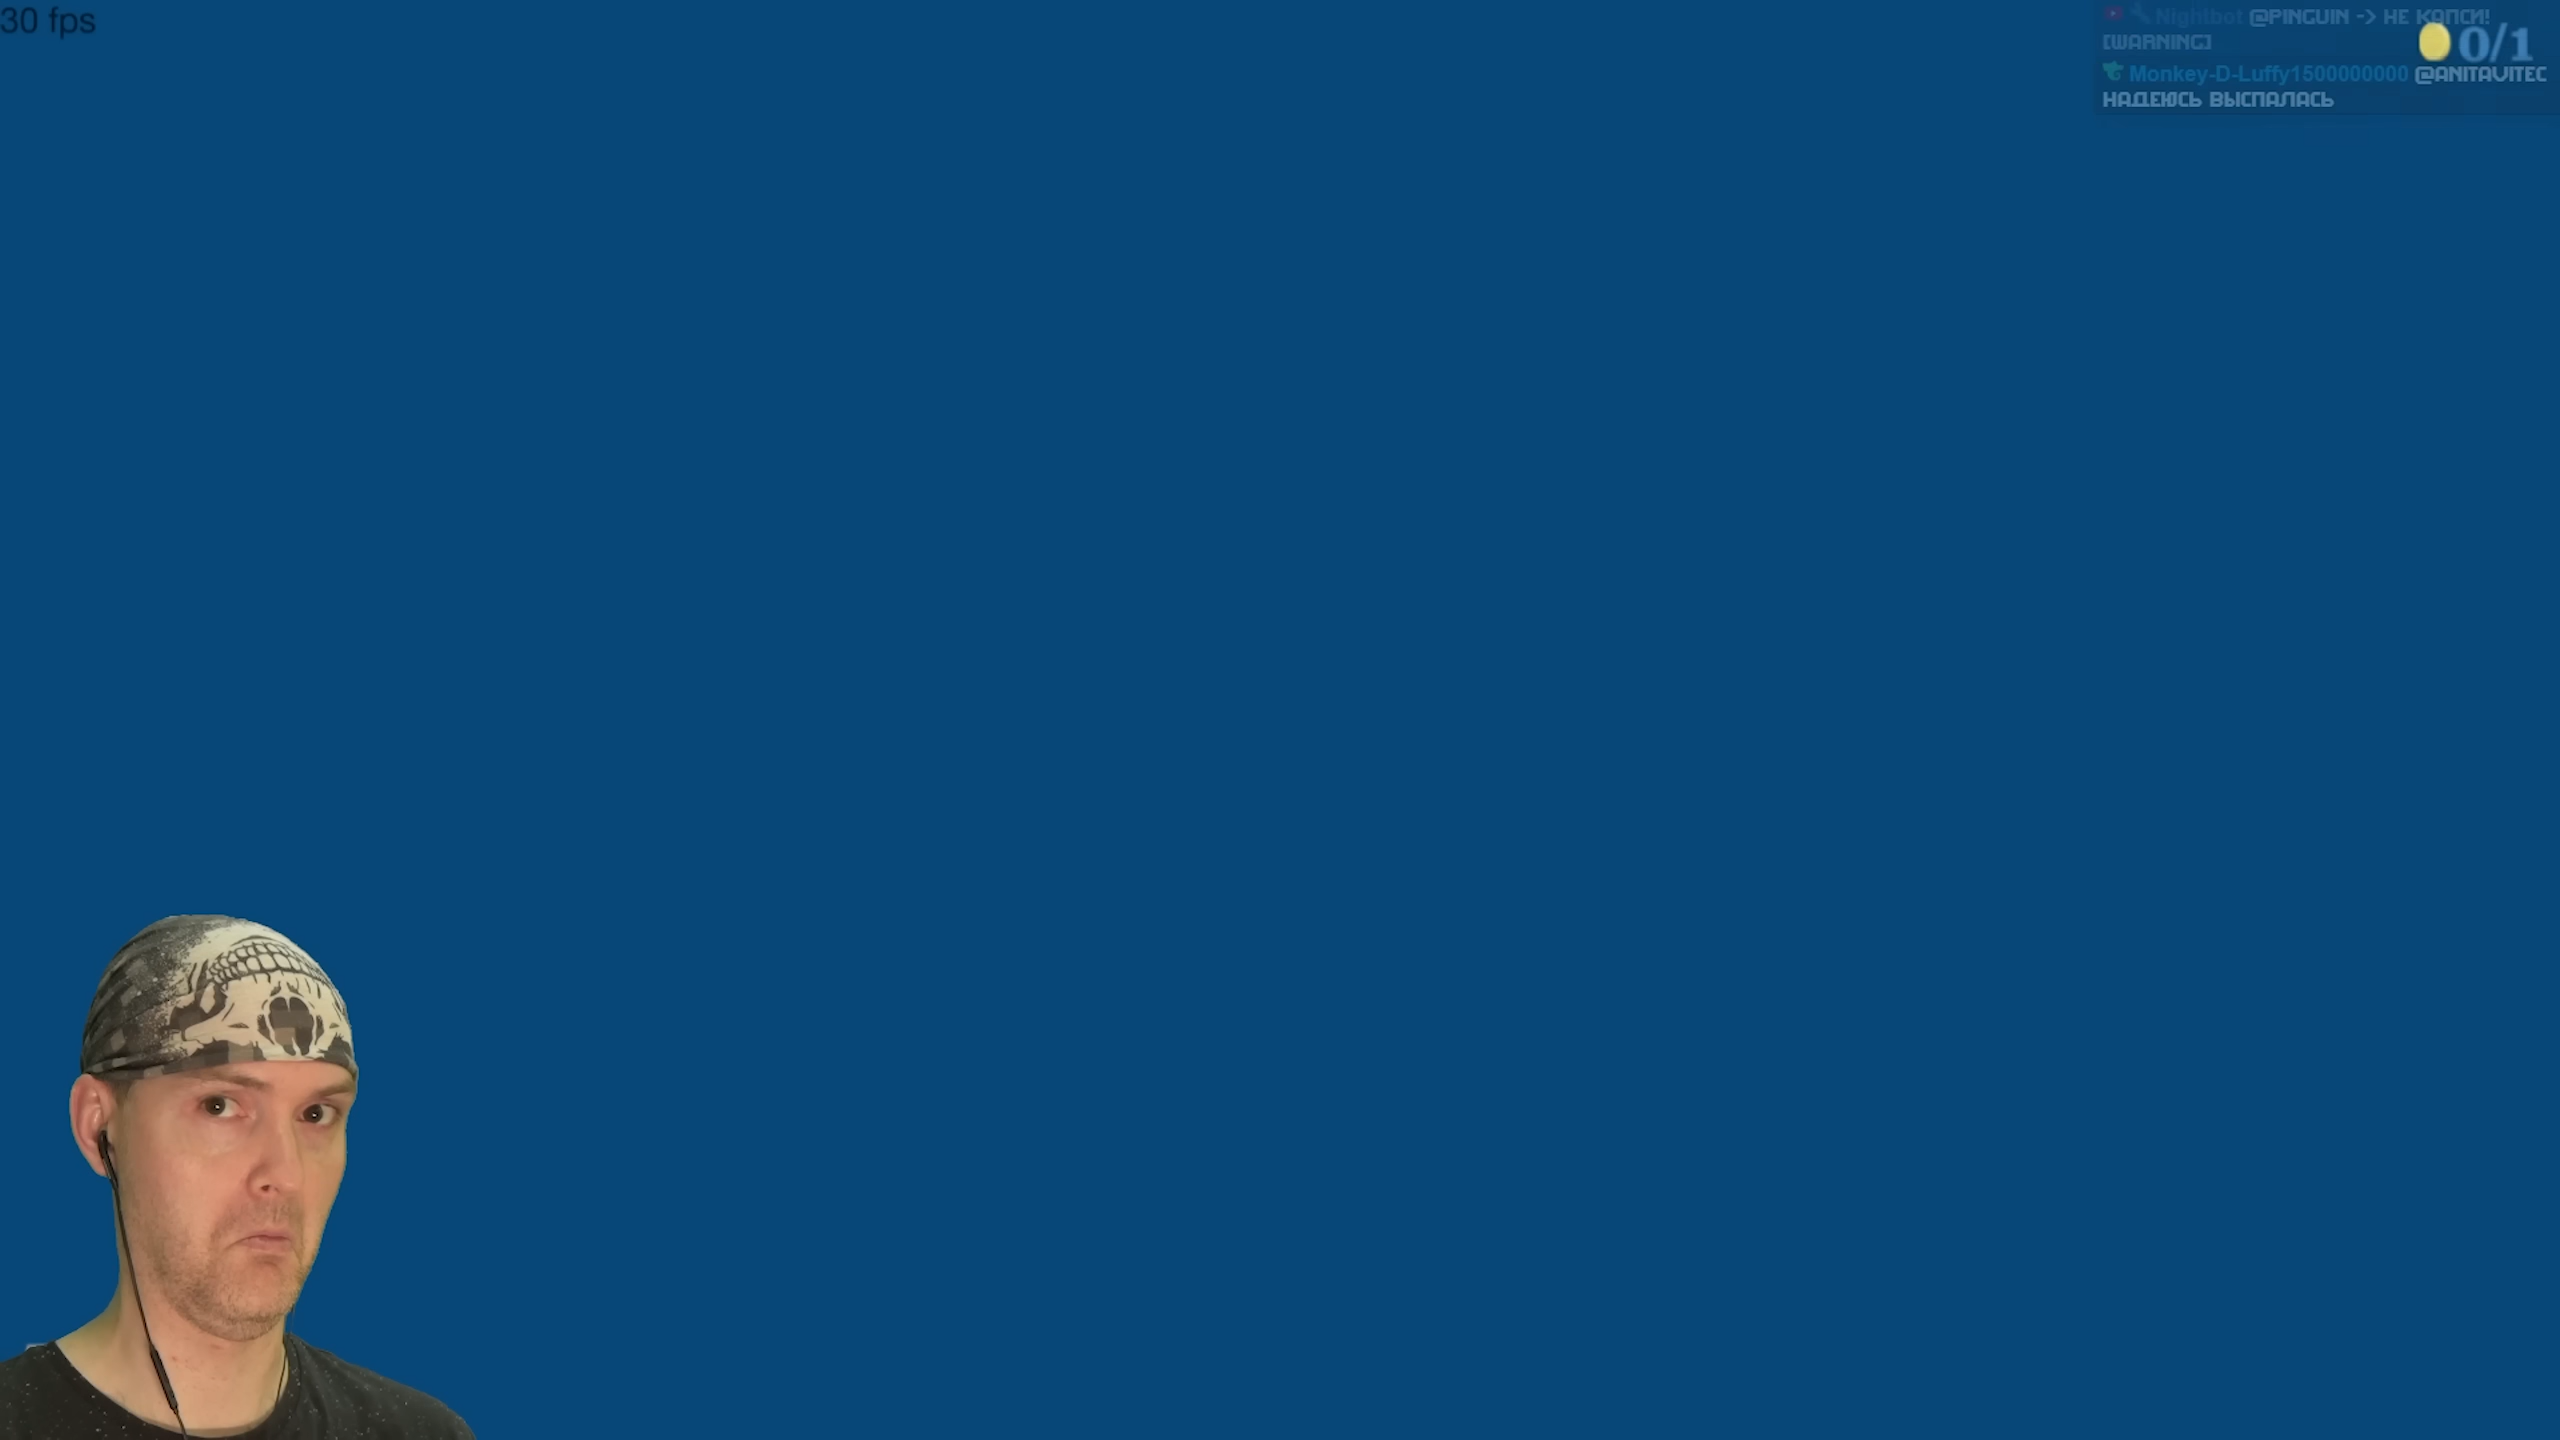 30 fps
Nightbot @PINGUIN -> НЕ КАПСИ!
[WARNING]
0/1
Monkey-D-Luffy1500000000 @ANITAVITEC
НАДЕЮСЬ ВЫСПАЛАСЬ